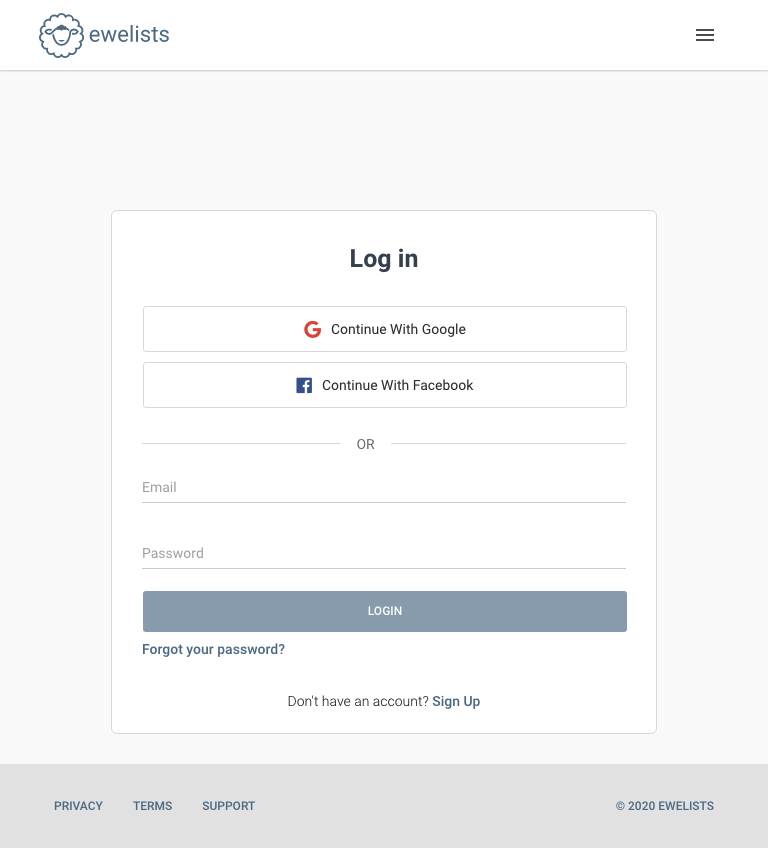 ewelists
Log in
Continue With Google
Continue With Facebook
OR
Email
Password
LOGIN
Forgot your password?
Don't have an account? Sign Up
PRIVACY TERMS SUPPORT © 2020 EWELISTS